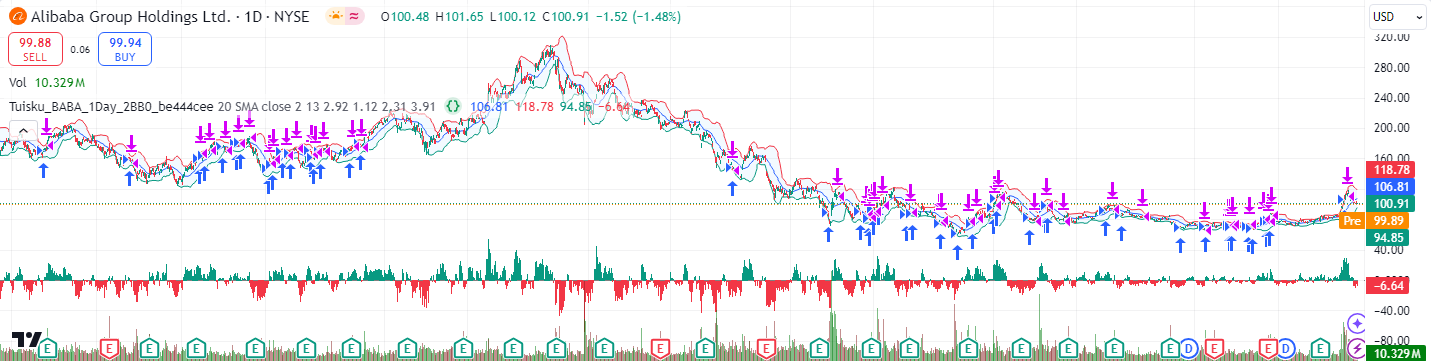 Alibaba Group Holdings Ltd. · 1D · NYSE O100.48 H101.65 L100.12 C100.91 −1.52 (−1.48%)
USD
99.88 0.06 99.94
SELL BUY
Vol 10.329M
Tuisku_BABA_1Day_2BB0_be444cee 20 SMA close 2 13 2.92 1.12 2.31 3.91 106.81 118.78 94.85 −6.64
320.00
280.00
240.00
200.00
160.00
118.78
106.81
100.91
Pre 99.89
94.85
40.00
−6.64
−40.00
−80.00
10.329M
E E E E E E E E E E E E E E E E E E E E E E D E E D E